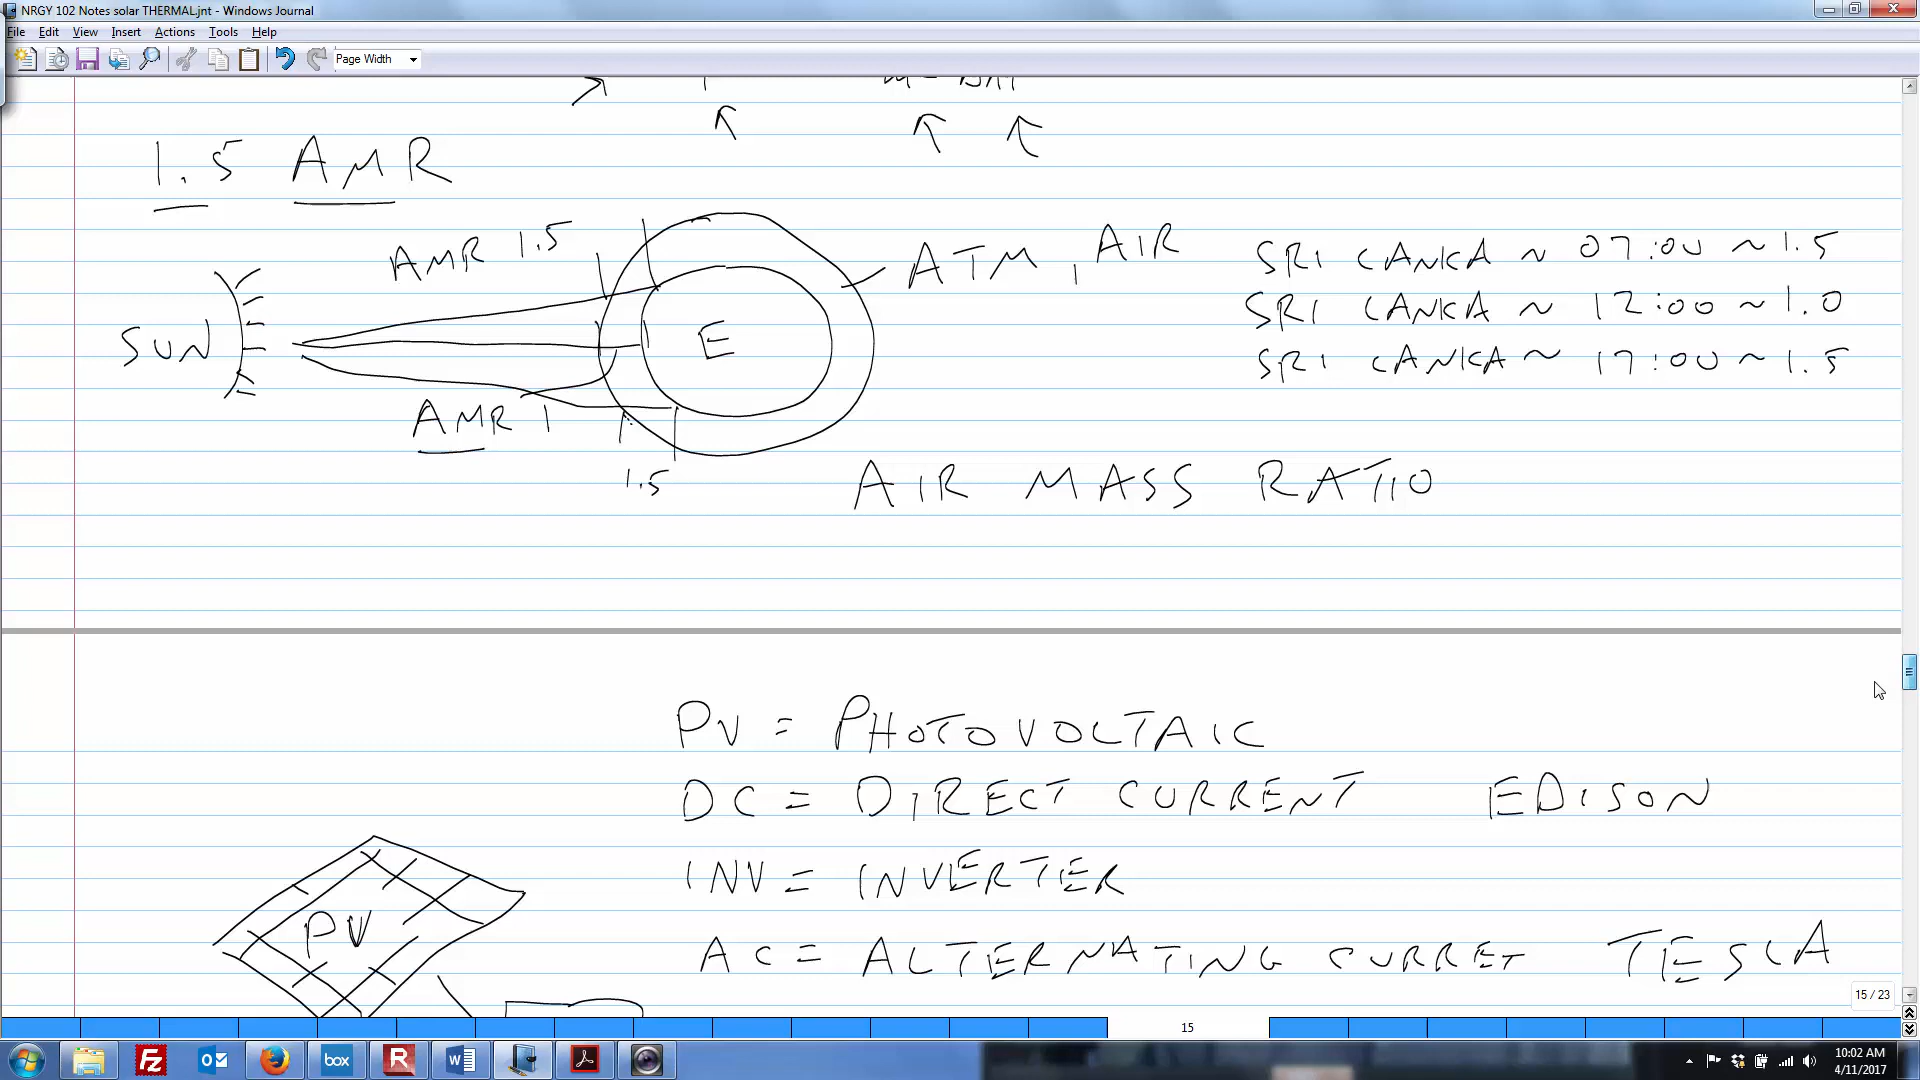 NRGY 102 Notes solar THERMAL.jnt - Windows Journal
File Edit View Insert Actions Tools Help
Page Width
1.5 AMR
AMR 1.5
ATM, AIR
SRI LANKA ~ 07:00 ~ 1.5
SRI LANKA ~ 12:00 ~ 1.0
SRI LANKA ~ 17:00 ~ 1.5
SUN
E
AMR 1
1.5
AIR MASS RATIO
PV = PHOTOVOLTAIC
DC = DIRECT CURRENT EDISON
INV = INVERTER
PV
AC = ALTERNATING CURRET TESLA
15 / 23
15
Fz
box
R
W
10:02 AM
4/11/2017